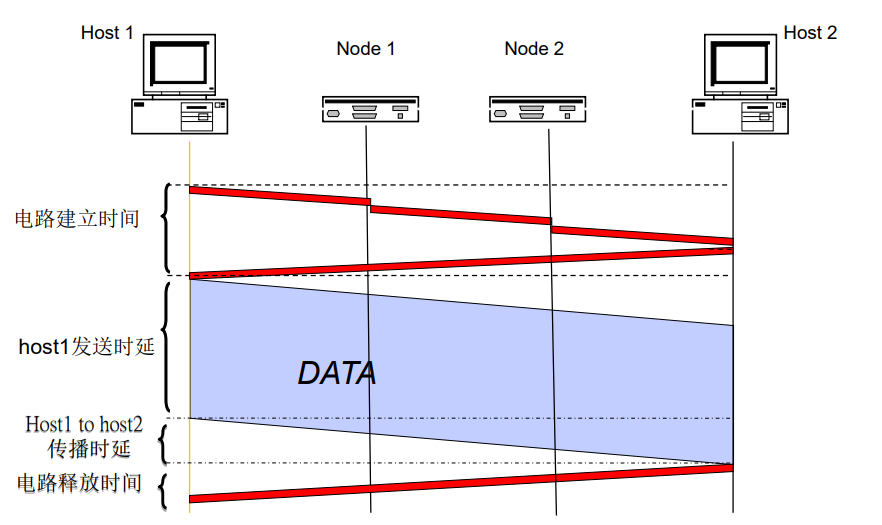 Host 1
Host 2
Node 1
Node 2
电路建立时间
host1发送时延
DATA
Host1 to host2
传播时延
电路释放时间